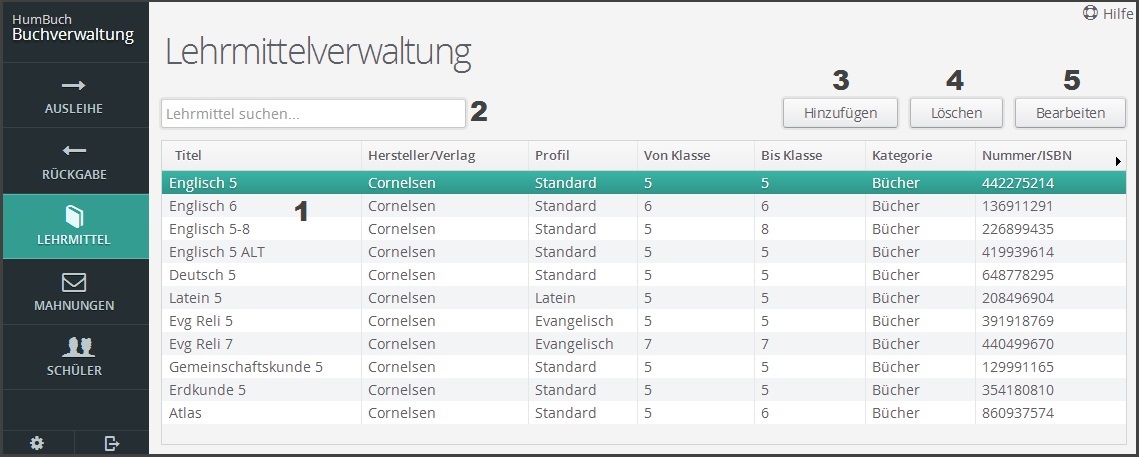 HumBuch
Buchverwaltung
Hilfe
Lehrmittelverwaltung
AUSLEIHE
RÜCKGABE
LEHRMITTEL
MAHNUNGEN
SCHÜLER
3 4 5
Lehrmittel suchen... 2 Hinzufügen Löschen Bearbeiten
Titel Hersteller/Verlag Profil Von Klasse Bis Klasse Kategorie Nummer/ISBN
Englisch 5 Cornelsen Standard 5 5 Bücher 442275214
Englisch 6 1 Cornelsen Standard 6 6 Bücher 136911291
Englisch 5-8 Cornelsen Standard 5 8 Bücher 226899435
Englisch 5 ALT Cornelsen Standard 5 5 Bücher 419939614
Deutsch 5 Cornelsen Standard 5 5 Bücher 648778295
Latein 5 Cornelsen Latein 5 5 Bücher 208496904
Evg Reli 5 Cornelsen Evangelisch 5 5 Bücher 391918769
Evg Reli 7 Cornelsen Evangelisch 7 7 Bücher 440499670
Gemeinschaftskunde 5 Cornelsen Standard 5 5 Bücher 129991165
Erdkunde 5 Cornelsen Standard 5 5 Bücher 354180810
Atlas Cornelsen Standard 5 6 Bücher 860937574